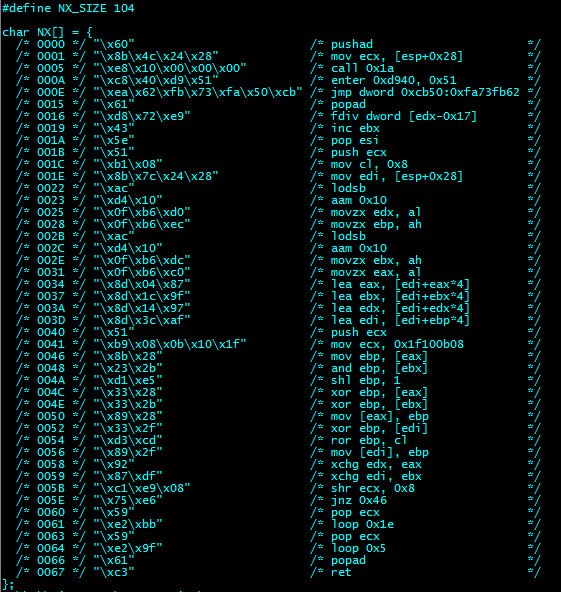 #define NX_SIZE 104
char NX[] = {
/* 0000 */ "\x60" /* pushad */
/* 0001 */ "\x8b\x4c\x24\x28" /* mov ecx, [esp+0x28] */
/* 0005 */ "\xe8\x10\x00\x00\x00" /* call 0x1a */
/* 000A */ "\xc8\x40\xd9\x51" /* enter 0xd940, 0x51 */
/* 000E */ "\xea\x62\xfb\x73\xfa\x50\xcb" /* jmp dword 0xcb50:0xfa73fb62 */
/* 0015 */ "\x61" /* popad */
/* 0016 */ "\xd8\x72\xe9" /* fdiv dword [edx-0x17] */
/* 0019 */ "\x43" /* inc ebx */
/* 001A */ "\x5e" /* pop esi */
/* 001B */ "\x51" /* push ecx */
/* 001C */ "\xb1\x08" /* mov cl, 0x8 */
/* 001E */ "\x8b\x7c\x24\x28" /* mov edi, [esp+0x28] */
/* 0022 */ "\xac" /* lodsb */
/* 0023 */ "\xd4\x10" /* aam 0x10 */
/* 0025 */ "\x0f\xb6\xd0" /* movzx edx, al */
/* 0028 */ "\x0f\xb6\xec" /* movzx ebp, ah */
/* 002B */ "\xac" /* lodsb */
/* 002C */ "\xd4\x10" /* aam 0x10 */
/* 002E */ "\x0f\xb6\xdc" /* movzx ebx, ah */
/* 0031 */ "\x0f\xb6\xc0" /* movzx eax, al */
/* 0034 */ "\x8d\x04\x87" /* lea eax, [edi+eax*4] */
/* 0037 */ "\x8d\x1c\x9f" /* lea ebx, [edi+ebx*4] */
/* 003A */ "\x8d\x14\x97" /* lea edx, [edi+edx*4] */
/* 003D */ "\x8d\x3c\xaf" /* lea edi, [edi+ebp*4] */
/* 0040 */ "\x51" /* push ecx */
/* 0041 */ "\xb9\x08\x0b\x10\x1f" /* mov ecx, 0x1f100b08 */
/* 0046 */ "\x8b\x28" /* mov ebp, [eax] */
/* 0048 */ "\x23\x2b" /* and ebp, [ebx] */
/* 004A */ "\xd1\xe5" /* shl ebp, 1 */
/* 004C */ "\x33\x28" /* xor ebp, [eax] */
/* 004E */ "\x33\x2b" /* xor ebp, [ebx] */
/* 0050 */ "\x89\x28" /* mov [eax], ebp */
/* 0052 */ "\x33\x2f" /* xor ebp, [edi] */
/* 0054 */ "\xd3\xcd" /* ror ebp, cl */
/* 0056 */ "\x89\x2f" /* mov [edi], ebp */
/* 0058 */ "\x92" /* xchg edx, eax */
/* 0059 */ "\x87\xdf" /* xchg edi, ebx */
/* 005B */ "\xc1\xe9\x08" /* shr ecx, 0x8 */
/* 005E */ "\x75\xe6" /* jnz 0x46 */
/* 0060 */ "\x59" /* pop ecx */
/* 0061 */ "\xe2\xbb" /* loop 0x1e */
/* 0063 */ "\x59" /* pop ecx */
/* 0064 */ "\xe2\x9f" /* loop 0x5 */
/* 0066 */ "\x61" /* popad */
/* 0067 */ "\xc3" /* ret */
};